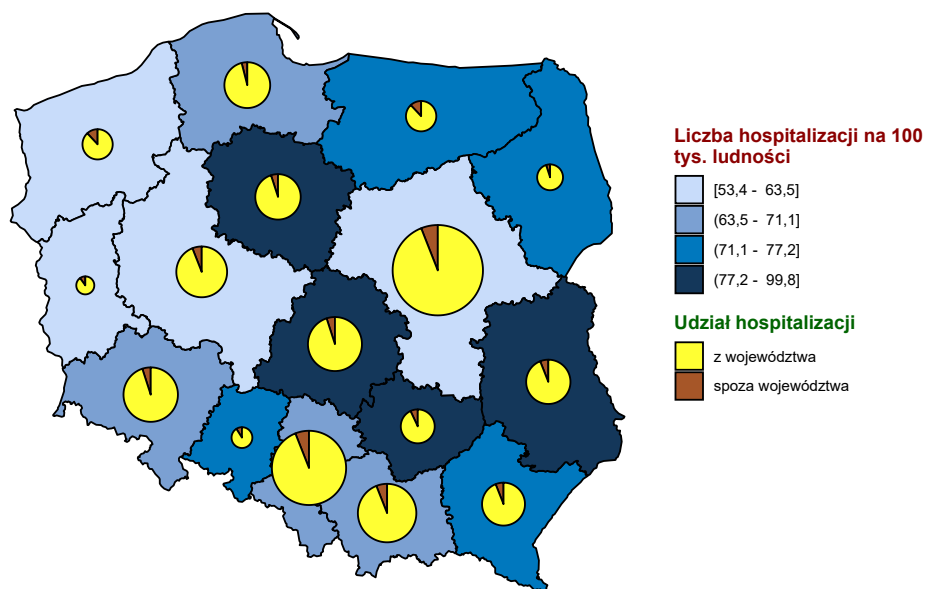 Liczba hospitalizacji na 100
tys. ludności
[53,4 - 63,5]
(63,5 - 71,1]
(71,1 - 77,2]
(77,2 - 99,8]
Udział hospitalizacji
z województwa
spoza województwa